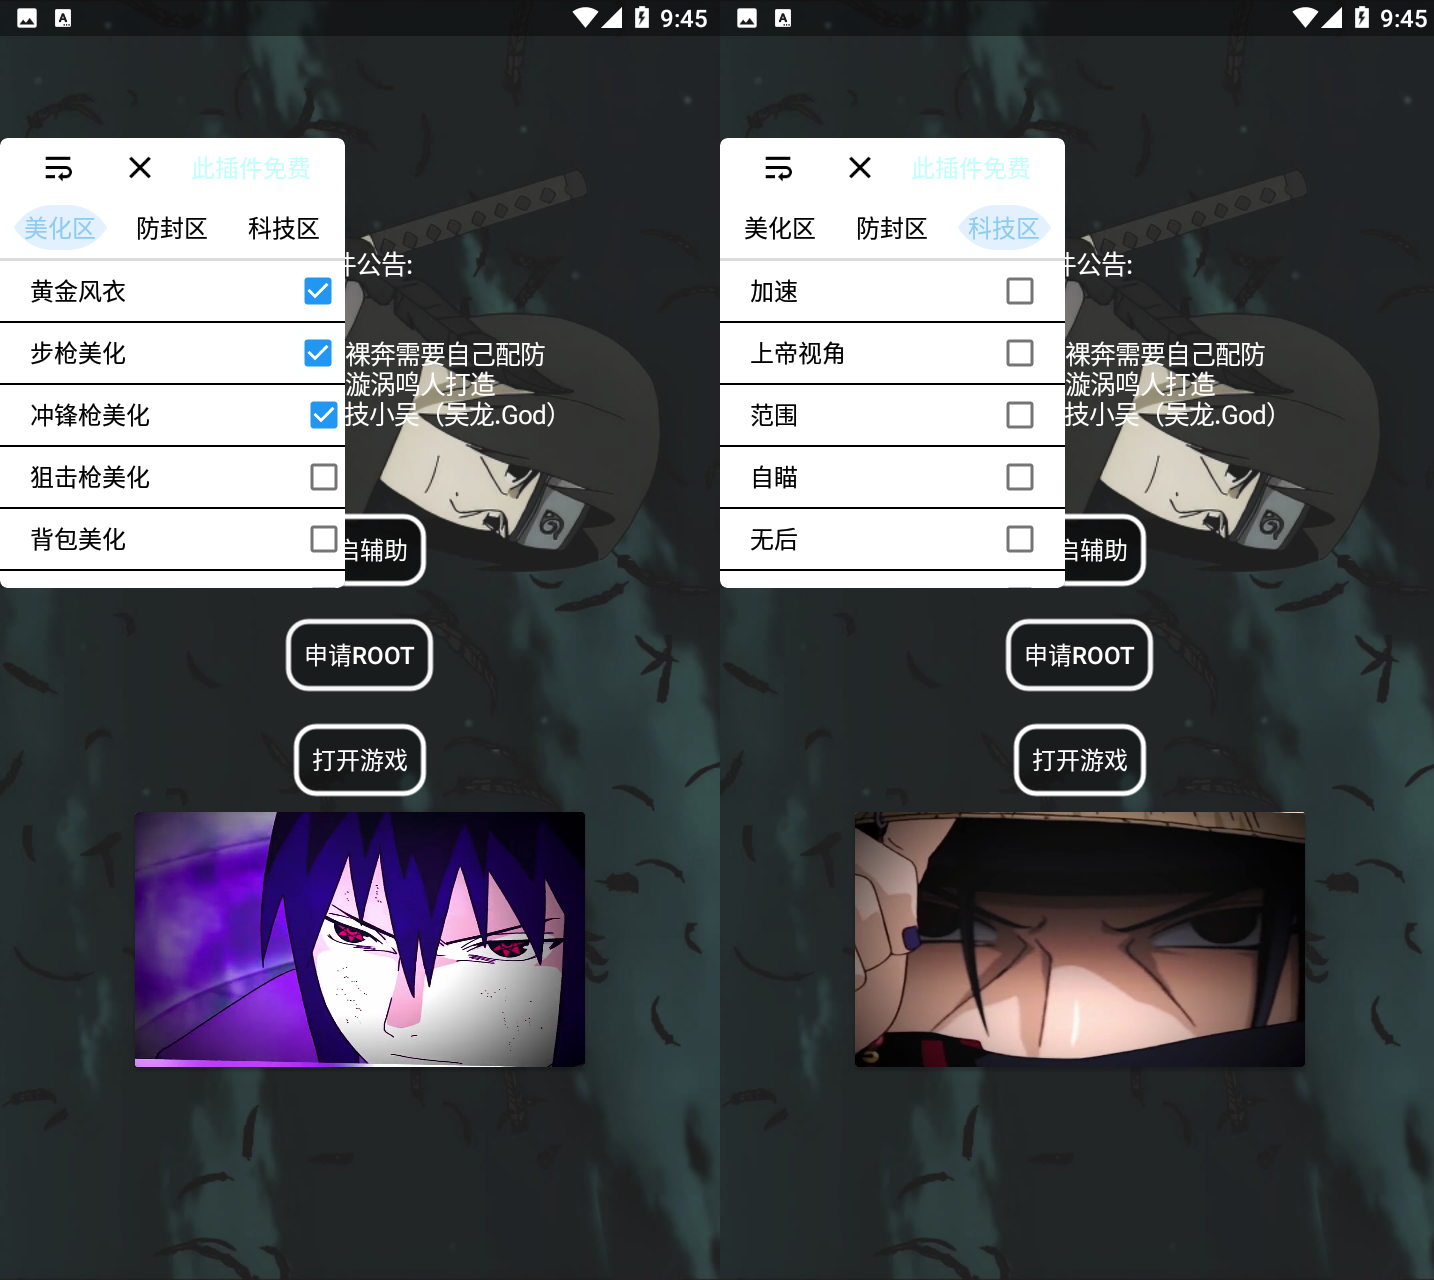 9:45
此插件免费
美化区 防封区 科技区
件公告:
黄金风衣
步枪美化
裸奔需要自己配防
漩涡鸣人打造
冲锋枪美化
技小吴（吴龙.God）
狙击枪美化
背包美化
启辅助
申请ROOT
打开游戏
9:45
此插件免费
美化区 防封区 科技区
件公告:
加速
上帝视角
裸奔需要自己配防
漩涡鸣人打造
范围
技小吴（吴龙.God）
自瞄
无后
启辅助
申请ROOT
打开游戏